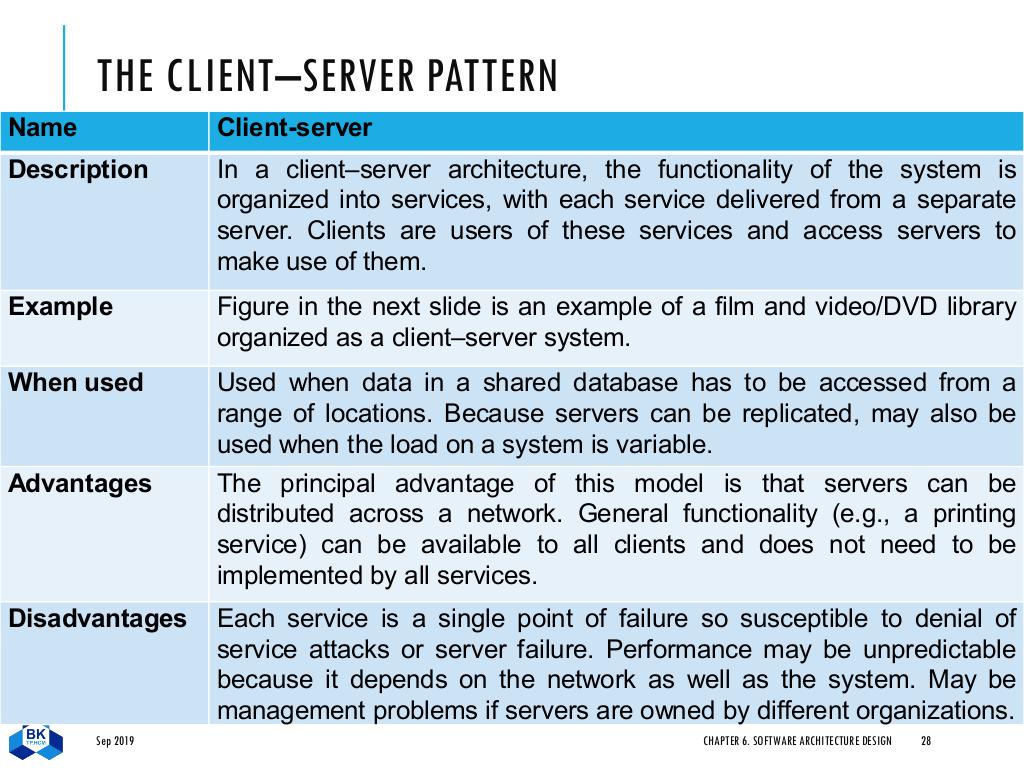 THE CLIENT–SERVER PATTERN
Name
Client-server
Description
In a client–server architecture, the functionality of the system is
organized into services, with each service delivered from a separate
server. Clients are users of these services and access servers to
make use of them.
Example
Figure in the next slide is an example of a film and video/DVD library
organized as a client–server system.
When used
Used when data in a shared database has to be accessed from a
range of locations. Because servers can be replicated, may also be
used when the load on a system is variable.
Advantages
The principal advantage of this model is that servers can be
distributed across a network. General functionality (e.g., a printing
service) can be available to all clients and does not need to be
implemented by all services.
Disadvantages
Each service is a single point of failure so susceptible to denial of
service attacks or server failure. Performance may be unpredictable
because it depends on the network as well as the system. May be
management problems if servers are owned by different organizations.
BK
TP.HCM
Sep 2019
CHAPTER 6. SOFTWARE ARCHITECTURE DESIGN
28